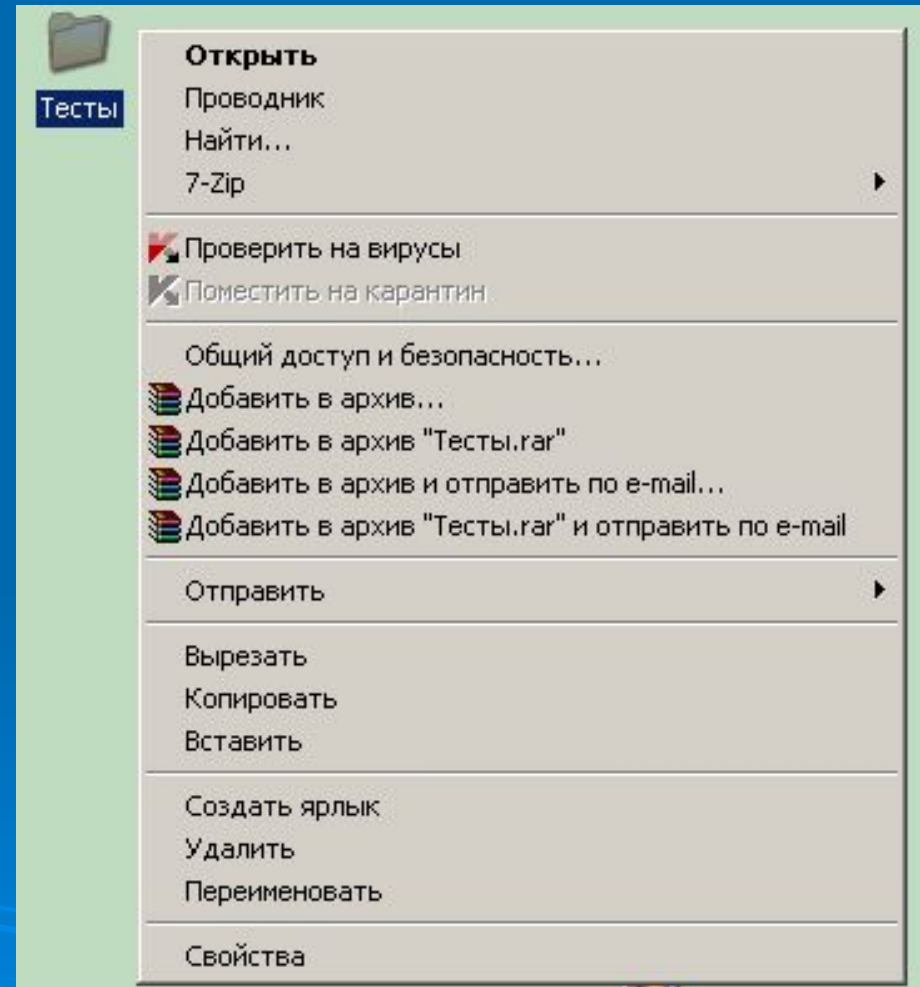 Тесты
Открыть
Проводник
Найти...
7-Zip
Проверить на вирусы
Поместить на карантин
Общий доступ и безопасность...
Добавить в архив...
Добавить в архив "Тесты.rar"
Добавить в архив и отправить по e-mail...
Добавить в архив "Тесты.rar" и отправить по e-mail
Отправить
Вырезать
Копировать
Вставить
Создать ярлык
Удалить
Переименовать
Свойства